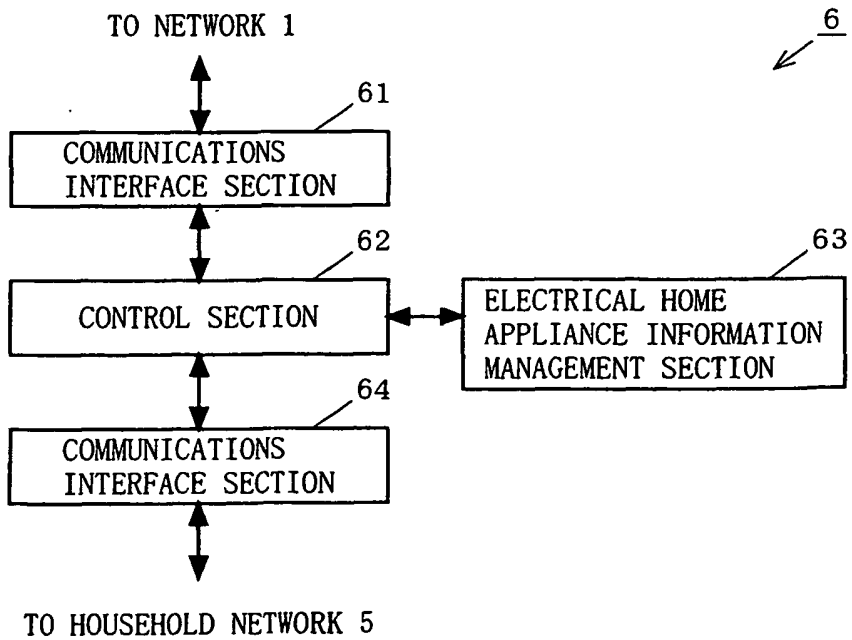 TO NETWORK 1
6
61
COMMUNICATIONS
INTERFACE SECTION
62
CONTROL SECTION
63
ELECTRICAL HOME
APPLIANCE INFORMATION
MANAGEMENT SECTION
64
COMMUNICATIONS
INTERFACE SECTION
TO HOUSEHOLD NETWORK 5